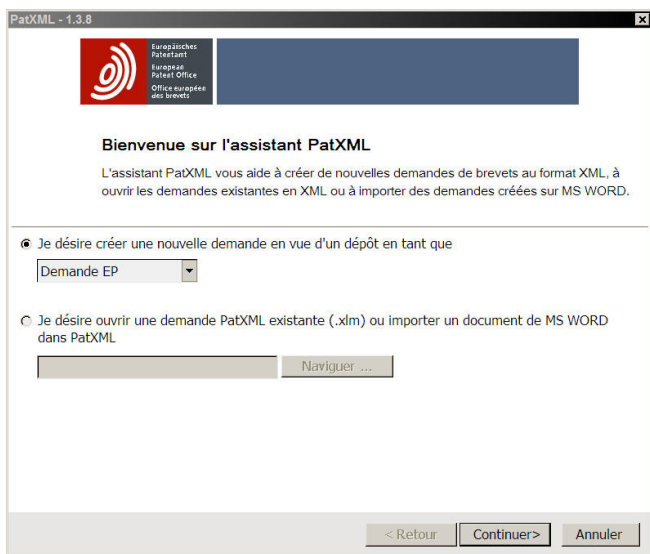 PatXML - 1.3.8
Europäisches
Patentamt
European
Patent Office
Office européen
des brevets
Bienvenue sur l'assistant PatXML
L'assistant PatXML vous aide à créer de nouvelles demandes de brevets au format XML, à
ouvrir les demandes existantes en XML ou à importer des demandes créées sur MS WORD.
Je désire créer une nouvelle demande en vue d'un dépôt en tant que
Demande EP
Je désire ouvrir une demande PatXML existante (.xlm) ou importer un document de MS WORD
dans PatXML
Naviguer ...
< Retour Continuer> Annuler